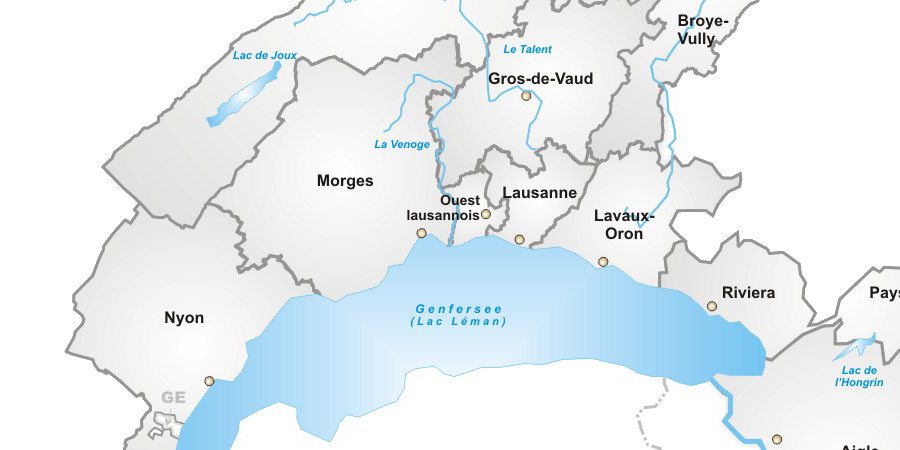 Broye-
Vully
Lac de Joux
Le Talent
Gros-de-Vaud
La Venoge
Morges
Ouest
lausannois
Lausanne
Lavaux-
Oron
Riviera
Pays
Genfersee
(Lac Léman)
Nyon
Lac de
l'Hongrin
GE
Aigle